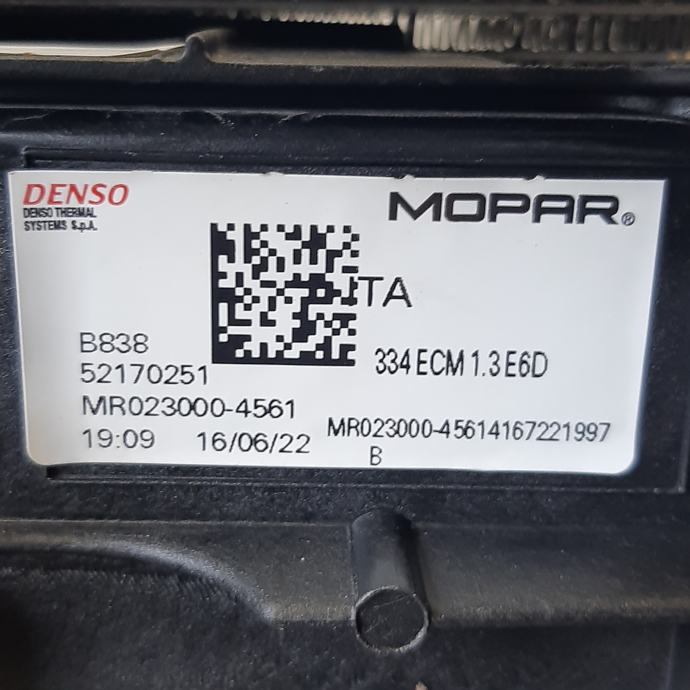 DENSO
DENSO THERMAL
SYSTEMS S.p.A.
MOPAR®
TA
B838
52170251
334 ECM 1.3 E6D
MR023000-4561
19:09 16/06/22
MR023000-45614167221997
B